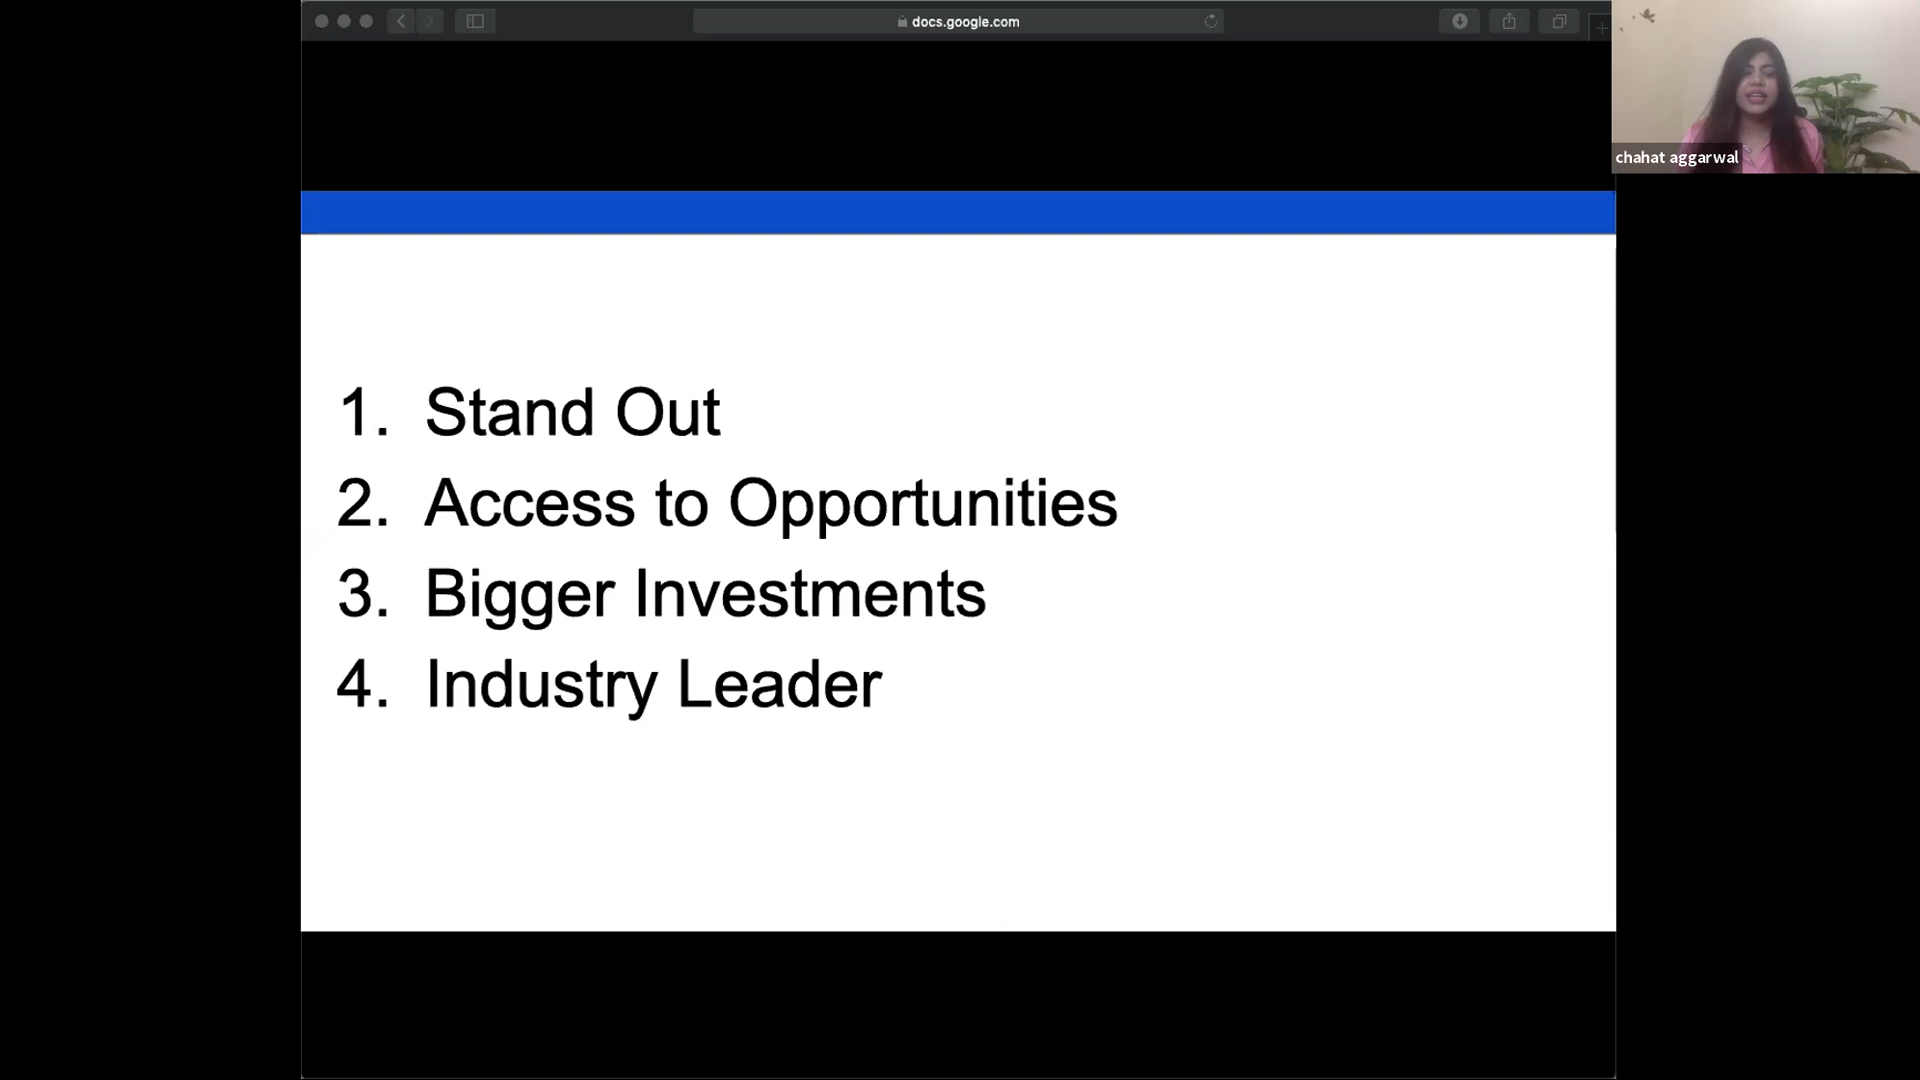 docs.google.com
chahat aggarwal
1. Stand Out
2. Access to Opportunities
3. Bigger Investments
4. Industry Leader